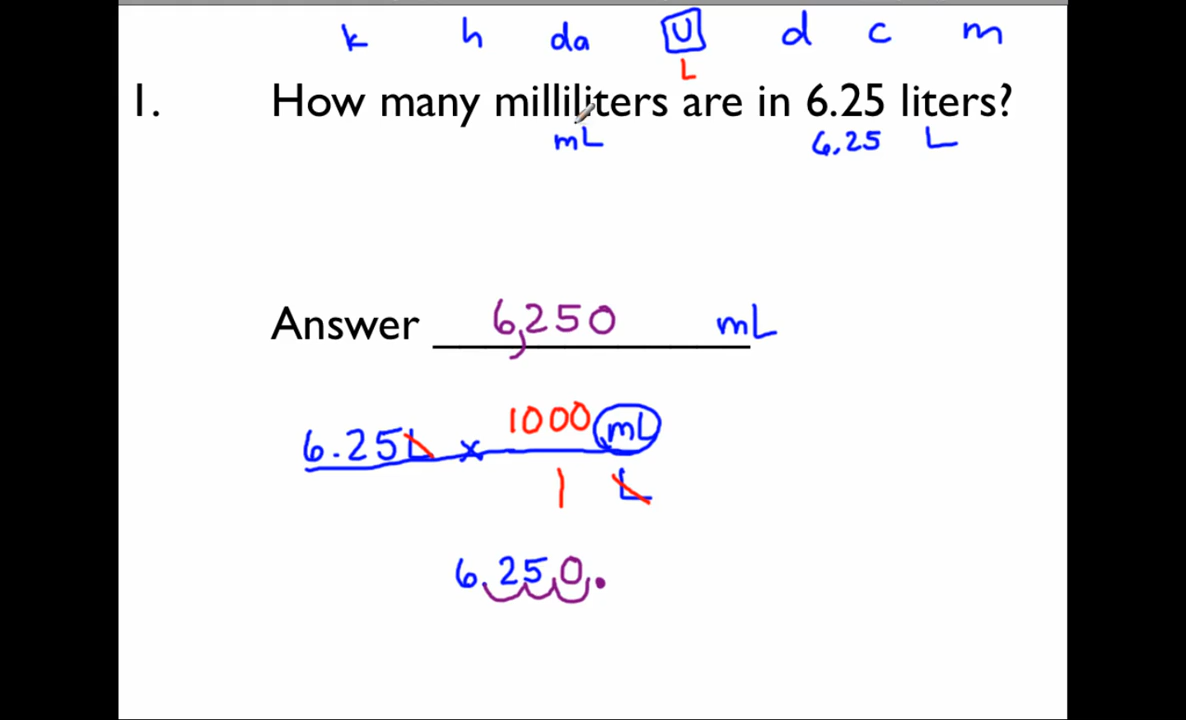 k h da U d c m
L
1. How many milliliters are in 6.25 liters?
mL 6.25 L
Answer 6,250 mL
6.25L x 1000 mL
1 L
6.250.